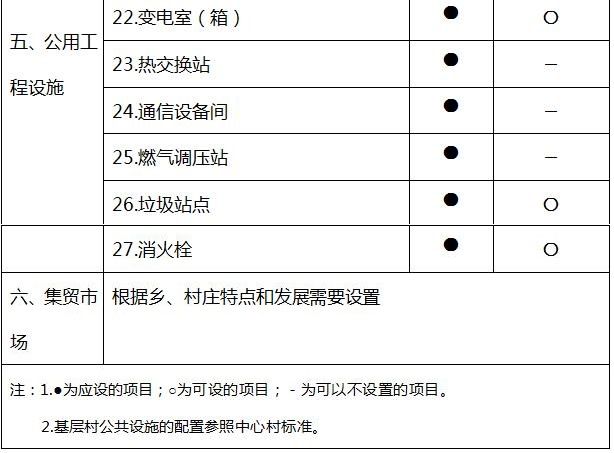 22.变电室（箱） ● ○
五、公用工
程设施
23.热交换站 ● －
24.通信设备间 ● －
25.燃气调压站 ● －
26.垃圾站点 ● ○
27.消火栓 ● ○
六、集贸市
场
根据乡、村庄特点和发展需要设置
注：1.●为应设的项目；○为可设的项目；－为可以不设置的项目。
2.基层村公共设施的配置参照中心村标准。